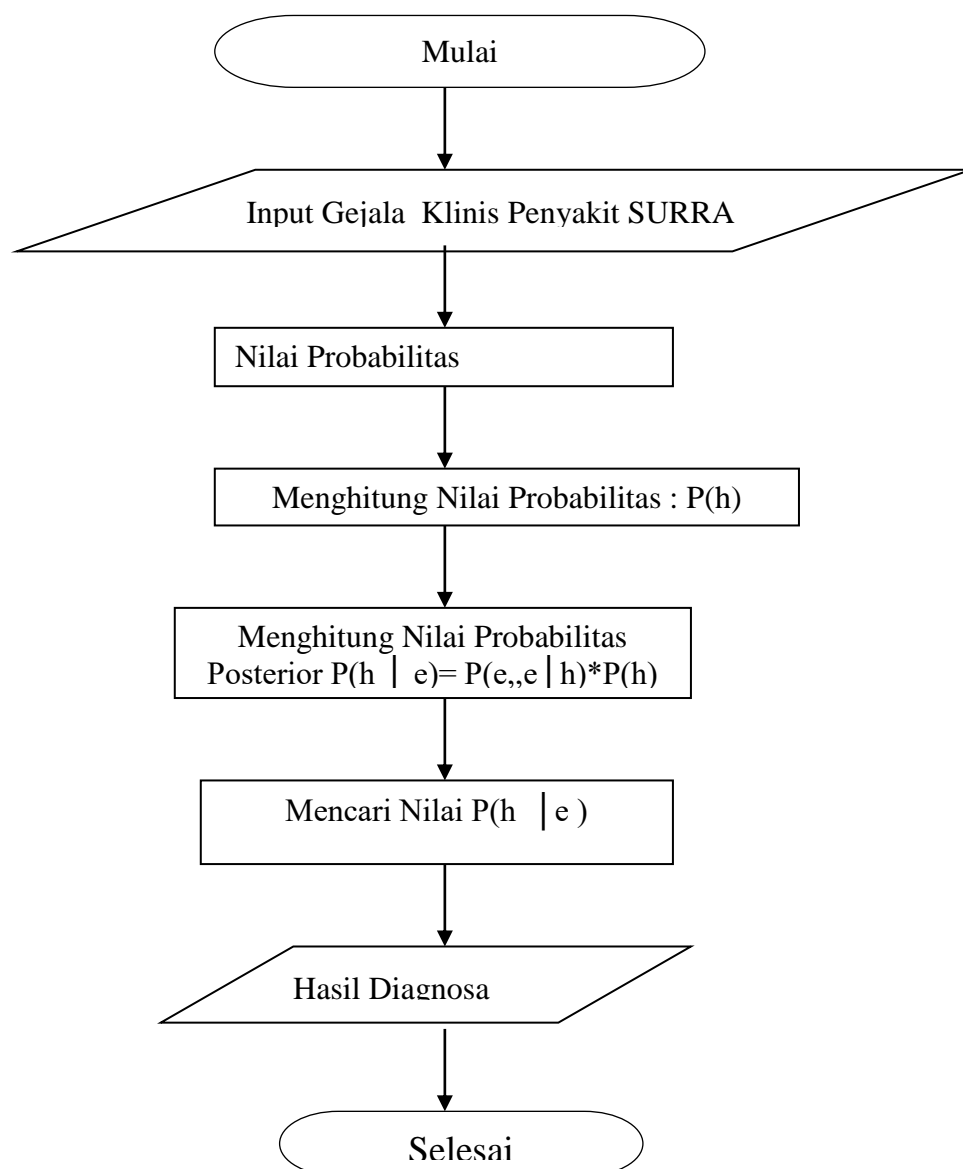 Mulai
Input Gejala Klinis Penyakit SURRA
Nilai Probabilitas
Menghitung Nilai Probabilitas : P(h)
Menghitung Nilai Probabilitas
Posterior P(h | e)= P(e,,e|h)*P(h)
Mencari Nilai P(h |e )
Hasil Diagnosa
Selesai